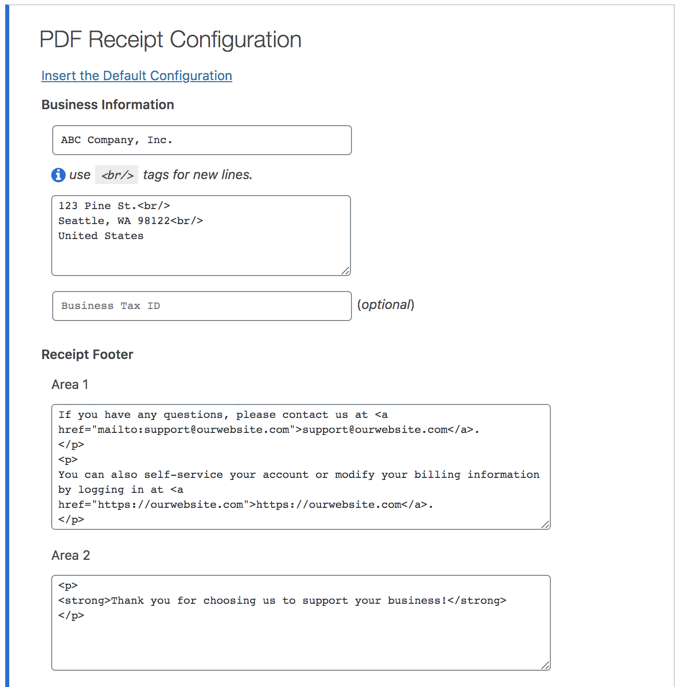 PDF Receipt Configuration
Insert the Default Configuration
Business Information
ABC Company, Inc.
use <br/> tags for new lines.
123 Pine St.<br/>
Seattle, WA 98122<br/>
United States
Business Tax ID (optional)
Receipt Footer
Area 1
If you have any questions, please contact us at <a
href="mailto:support@ourwebsite.com">support@ourwebsite.com</a>.
</p>
<p>
You can also self-service your account or modify your billing information
by logging in at <a
href="https://ourwebsite.com">https://ourwebsite.com</a>.
</p>
Area 2
<p>
<strong>Thank you for choosing us to support your business!</strong>
</p>